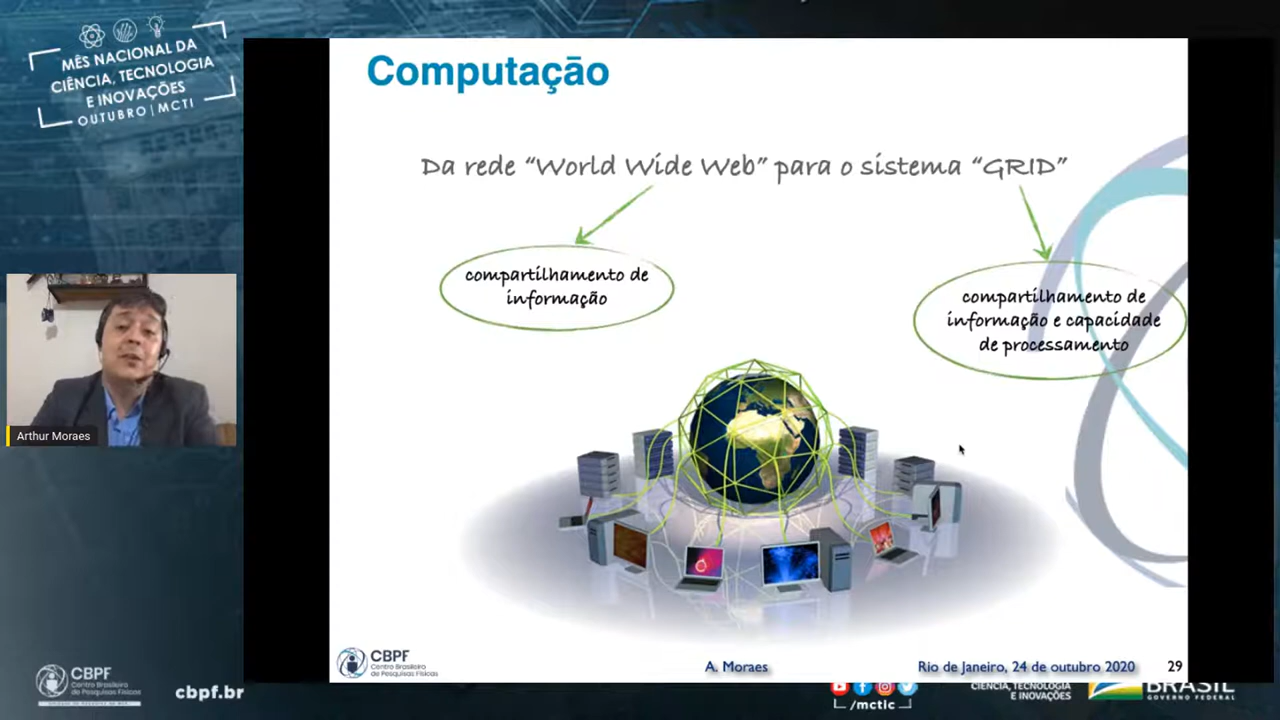 MÊS NACIONAL DA
CIÊNCIA, TECNOLOGIA
E INOVAÇÕES
OUTUBRO | MCTI
Computação
Da rede “World Wide Web” para o sistema “GRID”
compartilhamento de
informação
compartilhamento de
informação e capacidade
de processamento
Arthur Moraes
CBPF
Centro Brasileiro
de Pesquisas Físicas
A. Moraes
Rio de Janeiro, 24 de outubro 2020
29
CBPF
Centro Brasileiro
de Pesquisas Físicas
cbpf.br
/mctic
CIÊNCIA, TECNOLOGIA
E INOVAÇÕES
BRASIL
GOVERNO FEDERAL